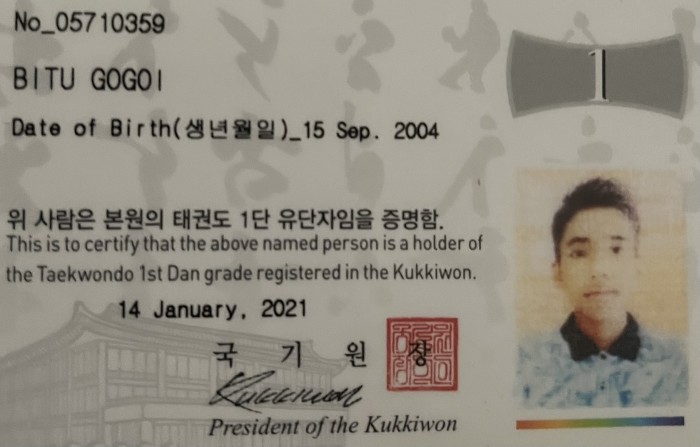 No_05710359
1
BITU GOGOI
Date of Birth(생년월일)_15 Sep. 2004
위 사람은 본원의 태권도 1단 유단자임을 증명함.
This is to certify that the above named person is a holder of
the Taekwondo 1st Dan grade registered in the Kukkiwon.
14 January, 2021
국 기 원 장
Kukkiwon
President of the Kukkiwon